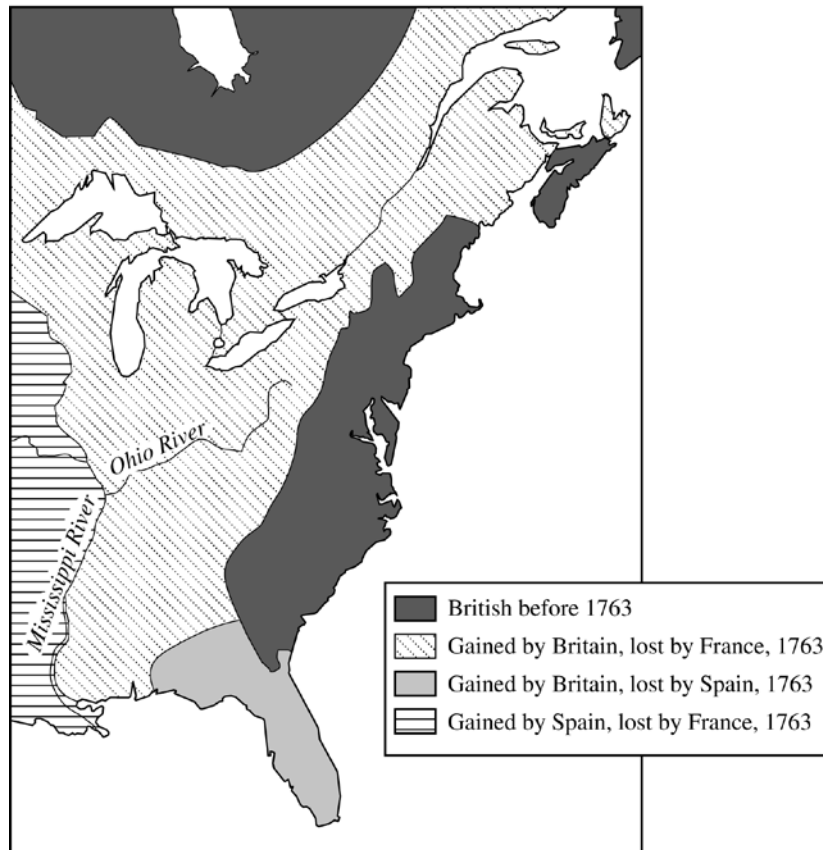 Ohio River
Mississippi River
British before 1763
Gained by Britain, lost by France, 1763
Gained by Britain, lost by Spain, 1763
Gained by Spain, lost by France, 1763